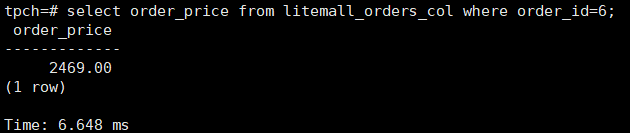 tpch=# select order_price from litemall_orders_col where order_id=6;
 order_price
-------------
     2469.00
(1 row)

Time: 6.648 ms